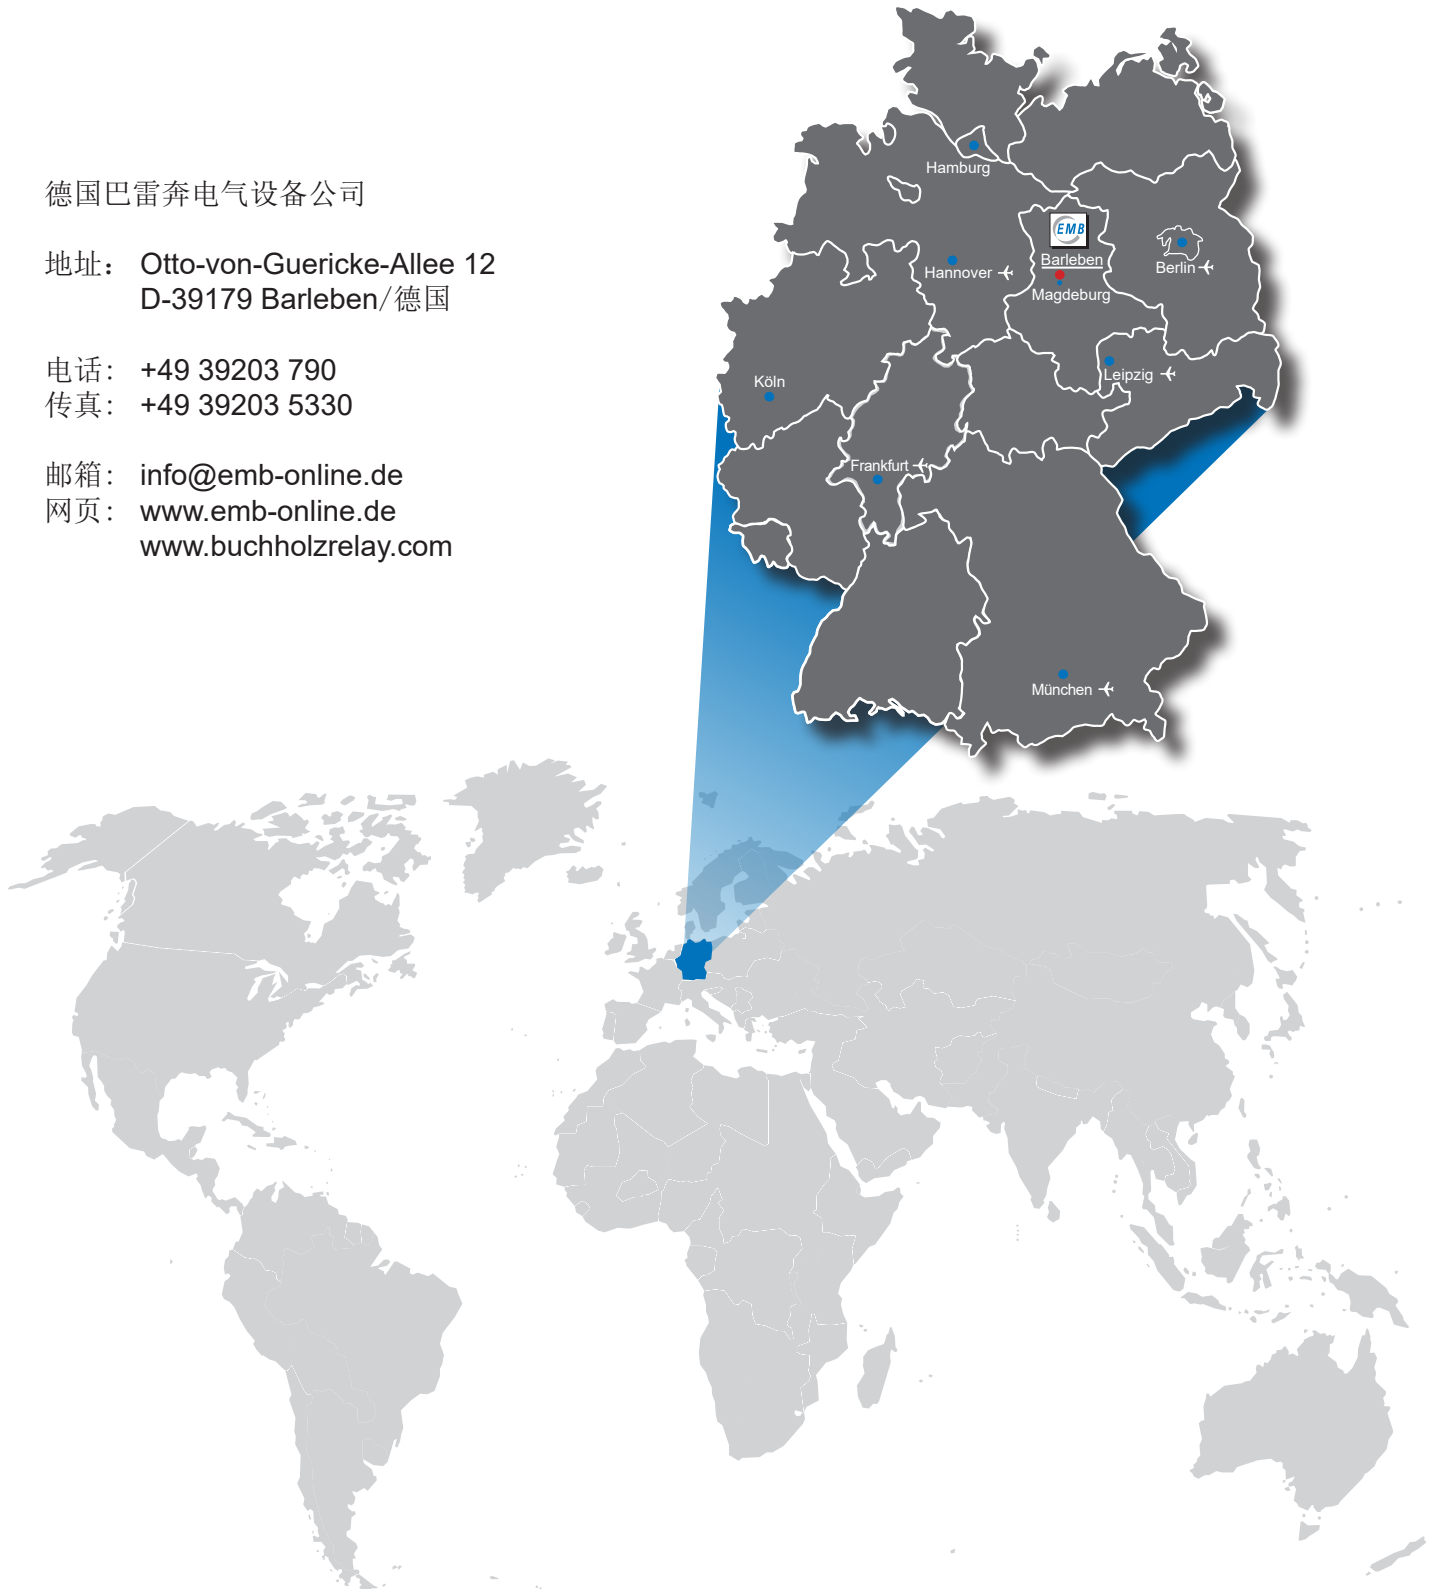 德国巴雷奔电气设备公司
地址： Otto-von-Guericke-Allee 12
D-39179 Barleben/德国
电话： +49 39203 790
传真： +49 39203 5330
邮箱： info@emb-online.de
网页： www.emb-online.de
www.buchholzrelay.com
Hamburg
EMB
Barleben
Berlin
Hannover
Magdeburg
Leipzig
Köln
Frankfurt
München